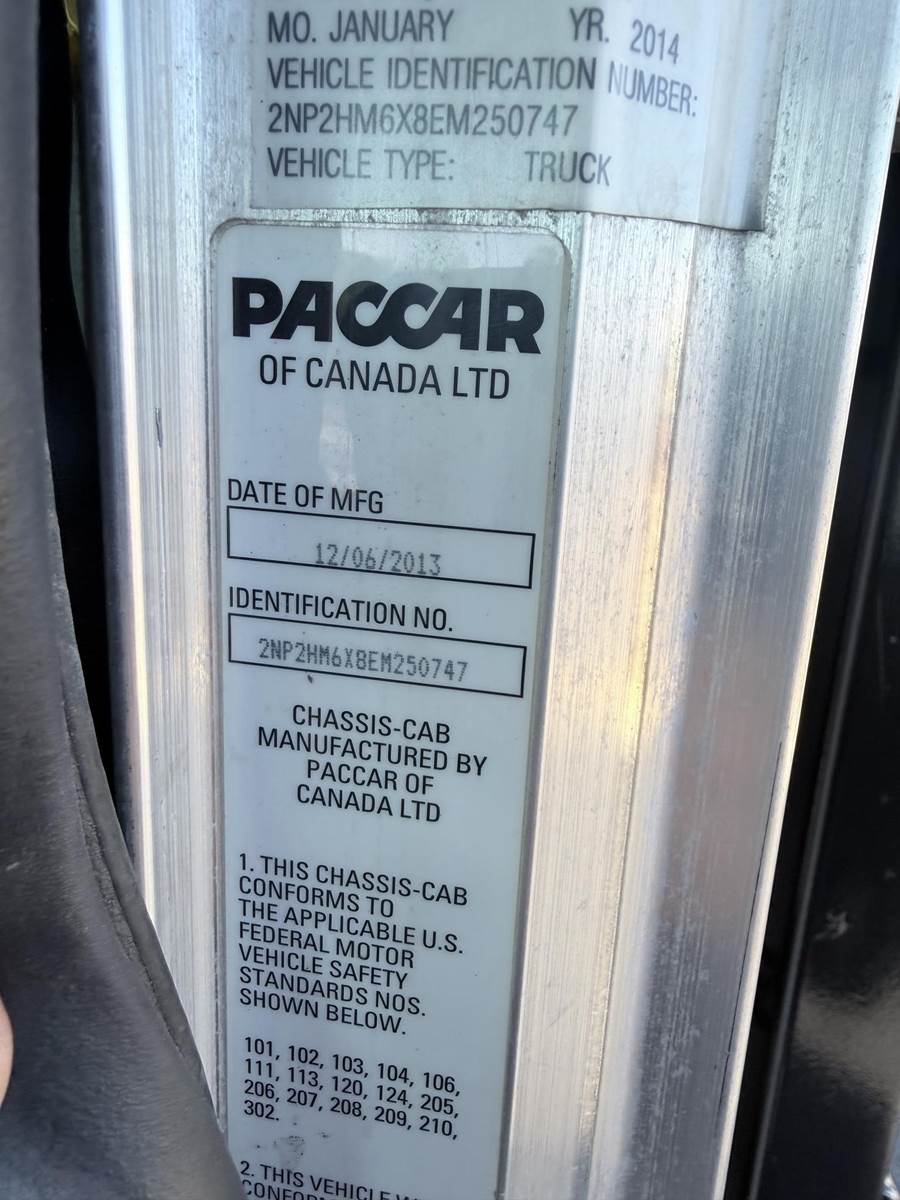 MO. JANUARY YR. 2014
VEHICLE IDENTIFICATION NUMBER:
2NP2HM6X8EM250747
VEHICLE TYPE: TRUCK
PACCAR
OF CANADA LTD
DATE OF MFG
12/06/2013
IDENTIFICATION NO.
2NP2HM6X8EM250747
CHASSIS-CAB
MANUFACTURED BY
PACCAR OF
CANADA LTD
1. THIS CHASSIS-CAB
CONFORMS TO
THE APPLICABLE U.S.
FEDERAL MOTOR
VEHICLE SAFETY
STANDARDS NOS.
SHOWN BELOW.
101, 102, 103, 104, 106,
111, 113, 120, 124, 205,
206, 207, 208, 209, 210,
302.
2. THIS VEHICLE